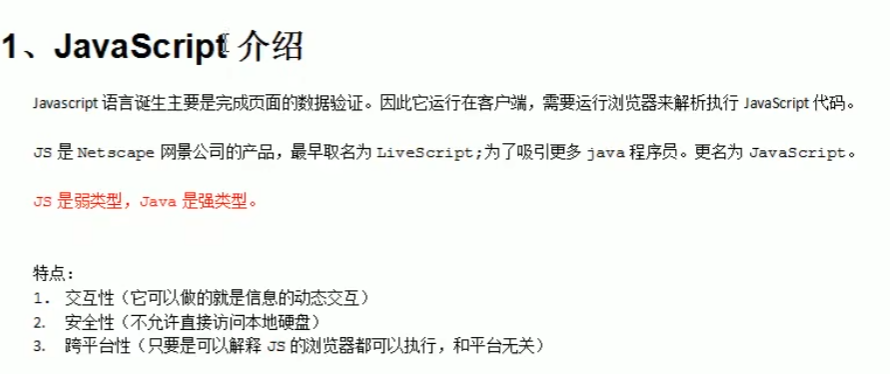 1、JavaScript 介绍
Javascript 语言诞生主要是完成页面的数据验证。因此它运行在客户端，需要运行浏览器来解析执行 JavaScript 代码。
JS 是 Netscape 网景公司的产品，最早取名为 LiveScript;为了吸引更多 java 程序员。更名为 JavaScript。
JS 是弱类型，Java 是强类型。
特点：
1. 交互性（它可以做的就是信息的动态交互）
2. 安全性（不允许直接访问本地硬盘）
3. 跨平台性（只要是可以解释 JS 的浏览器都可以执行，和平台无关）